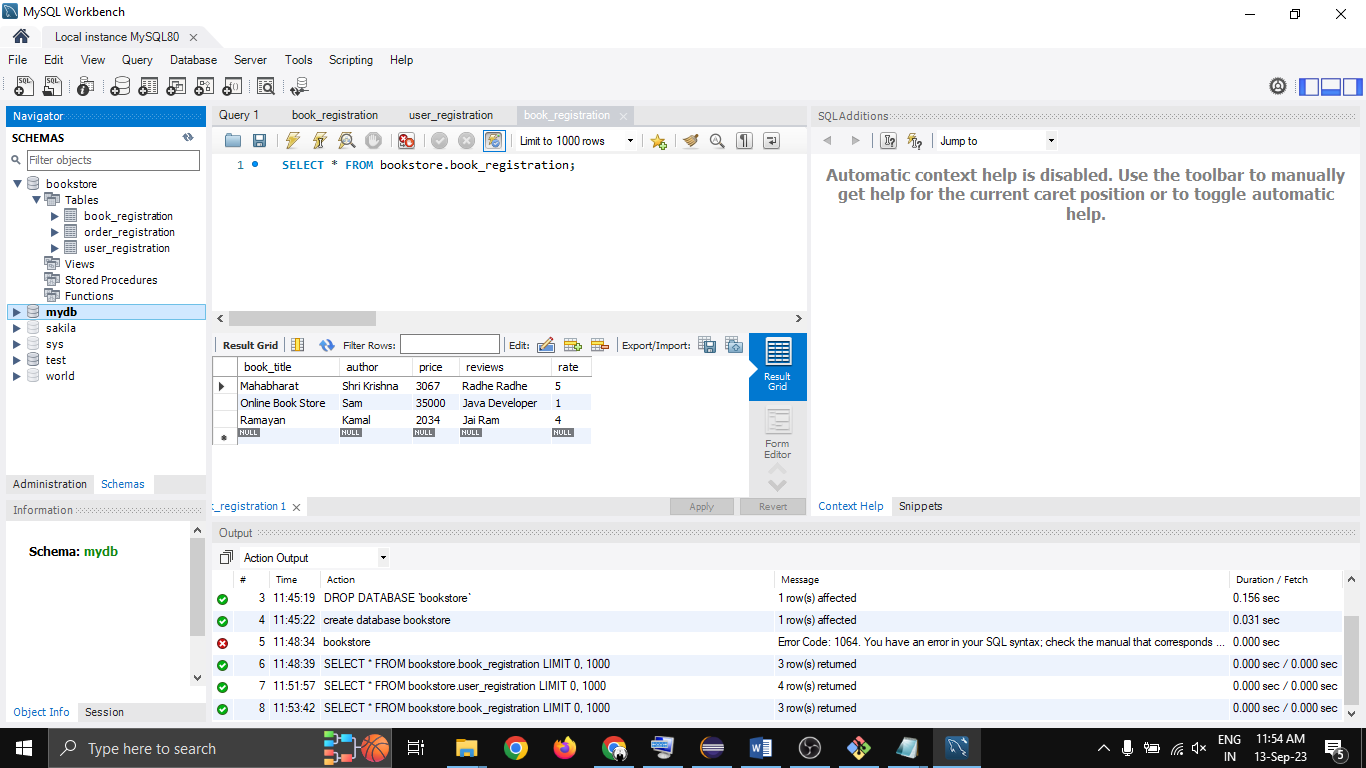 MySQL Workbench
Local instance MySQL80
File Edit View Query Database Server Tools Scripting Help
Navigator
SCHEMAS
Filter objects
bookstore
Tables
book_registration
order_registration
user_registration
Views
Stored Procedures
Functions
mydb
sakila
sys
test
world
Administration Schemas
Information
Schema: mydb
Object Info Session
Query 1 book_registration user_registration book_registration
Limit to 1000 rows
1 SELECT * FROM bookstore.book_registration;
Result Grid Filter Rows: Edit: Export/Import:
book_title author price reviews rate
Mahabharat Shri Krishna 3067 Radhe Radhe 5
Online Book Store Sam 35000 Java Developer 1
Ramayan Kamal 2034 Jai Ram 4
NULL NULL NULL NULL NULL
Result Grid
Form Editor
k_registration 1
Apply Revert
SQLAdditions
Jump to
Automatic context help is disabled. Use the toolbar to manually
get help for the current caret position or to toggle automatic
help.
Context Help Snippets
Output
Action Output
# Time Action Message Duration / Fetch
3 11:45:19 DROP DATABASE `bookstore` 1 row(s) affected 0.156 sec
4 11:45:22 create database bookstore 1 row(s) affected 0.031 sec
5 11:48:34 bookstore Error Code: 1064. You have an error in your SQL syntax; check the manual that corresponds ... 0.000 sec
6 11:48:39 SELECT * FROM bookstore.book_registration LIMIT 0, 1000 3 row(s) returned 0.000 sec / 0.000 sec
7 11:51:57 SELECT * FROM bookstore.user_registration LIMIT 0, 1000 4 row(s) returned 0.000 sec / 0.000 sec
8 11:53:42 SELECT * FROM bookstore.book_registration LIMIT 0, 1000 3 row(s) returned 0.000 sec / 0.000 sec
Type here to search
ENG
IN
11:54 AM
13-Sep-23
5